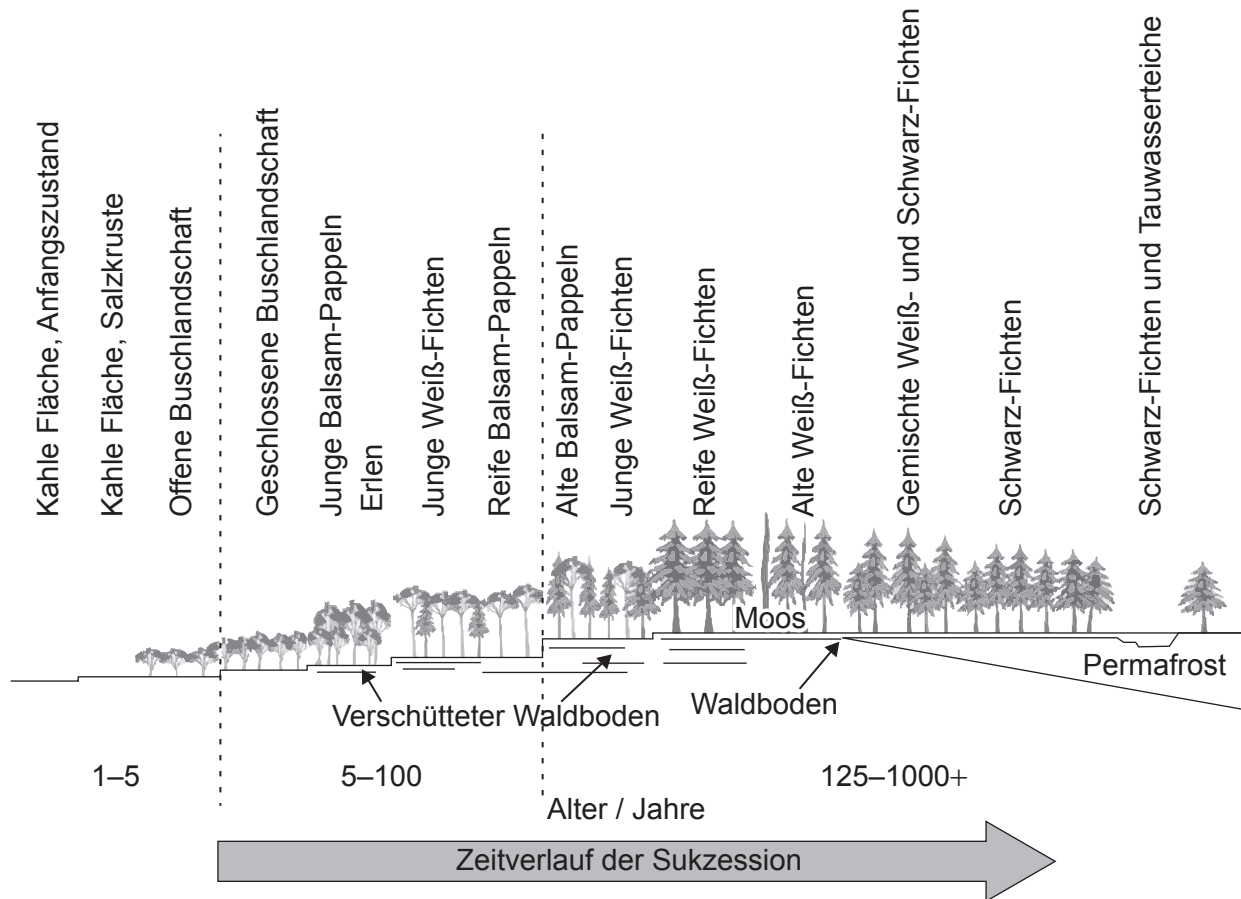 Kahle Fläche, Anfangszustand
Kahle Fläche, Salzkruste
Offene Buschlandschaft
Geschlossene Buschlandschaft
Junge Balsam-Pappeln
Erlen
Junge Weiß-Fichten
Reife Balsam-Pappeln
Alte Balsam-Pappeln
Junge Weiß-Fichten
Reife Weiß-Fichten
Alte Weiß-Fichten
Gemischte Weiß- und Schwarz-Fichten
Schwarz-Fichten
Schwarz-Fichten und Tauwasserteiche
Moos
Permafrost
Verschütteter Waldboden
Waldboden
1–5
5–100
125–1000+
Alter / Jahre
Zeitverlauf der Sukzession